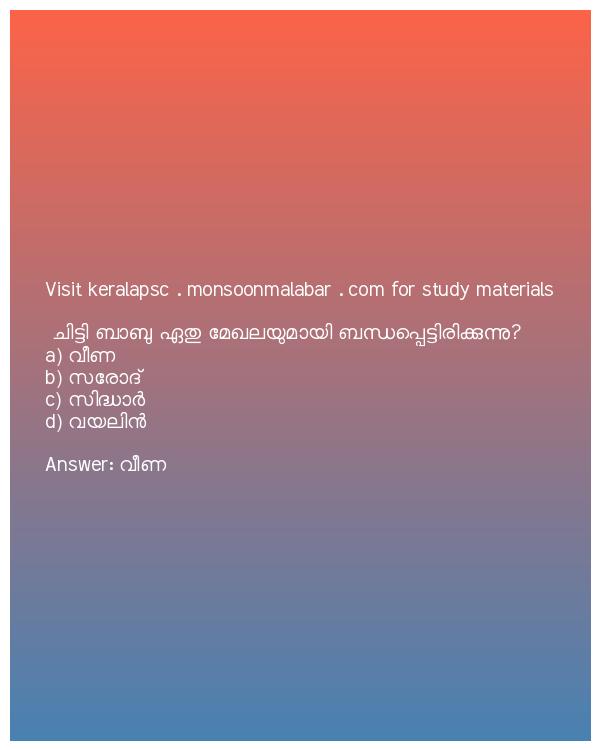 Visit keralapsc . monsoonmalabar . com for study materials
ചിട്ടി ബാബു ഏതു മേഖലയുമായി ബന്ധപ്പെട്ടിരിക്കുന്നു?
a) വീണ
b) സരോദ്
c) സിദ്ധാർ
d) വയലിൻ
Answer: വീണ